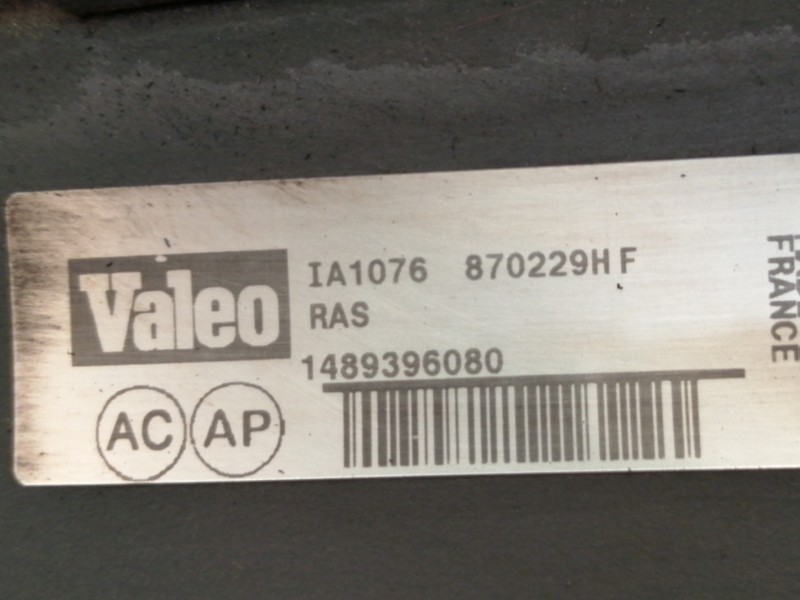 Valeo
IA1076 870229H F
RAS
1489396080
AC AP
FRANCE